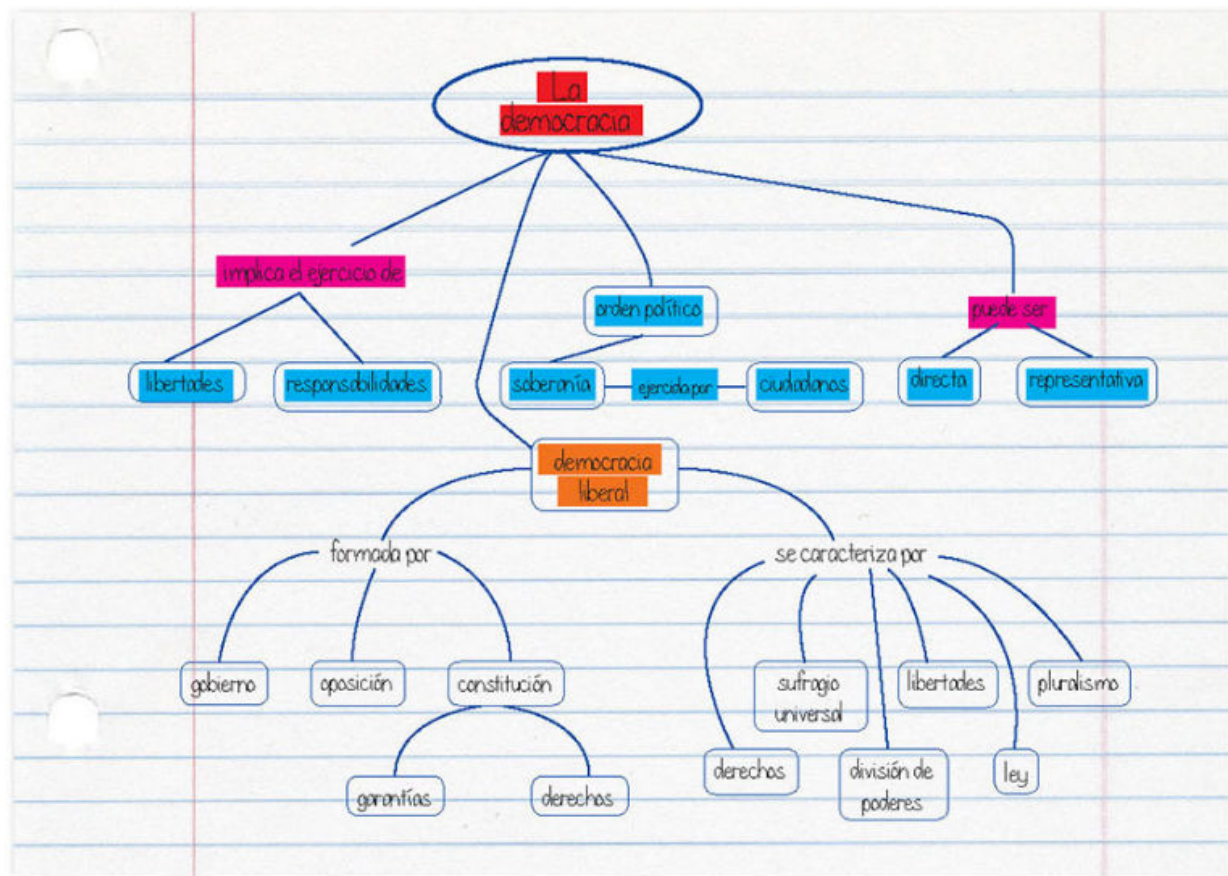 La
democracia
implica el ejercicio de
libertades
responsabilidades
orden político
soberanía
ejercida por
ciudadanos
puede ser
directa
representativa
democracia
liberal
formada por
gobierno
oposición
constitución
garantías
derechos
se caracteriza por
derechos
sufragio
universal
división de
poderes
libertades
ley
pluralismo